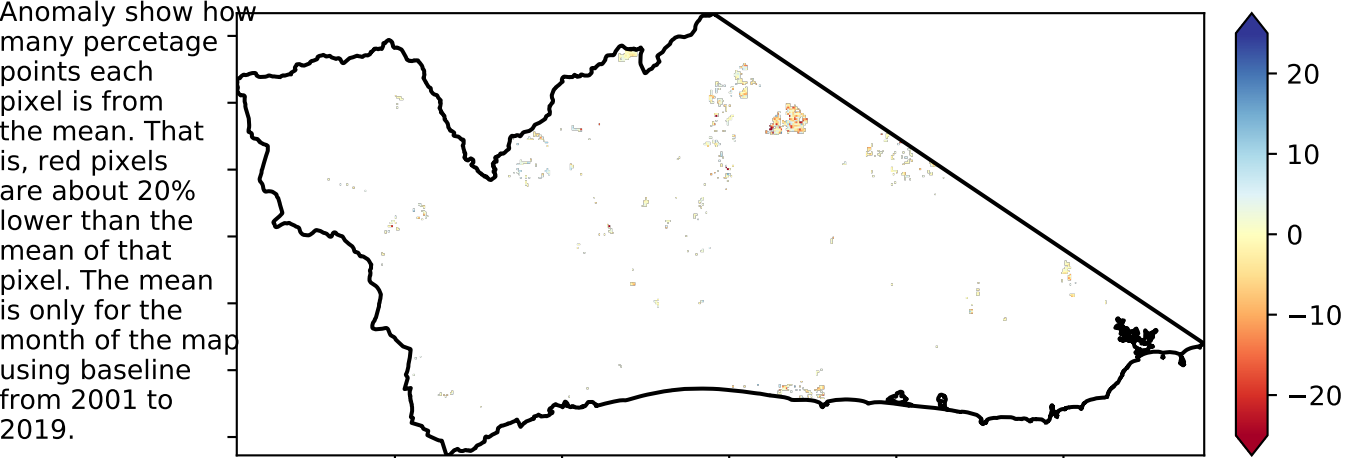 Anomaly show how
many percetage
points each
pixel is from
the mean. That
is, red pixels
are about 20%
lower than the
mean of that
pixel. The mean
is only for the
month of the map
using baseline
from 2001 to
2019.
20
10
0
−10
−20